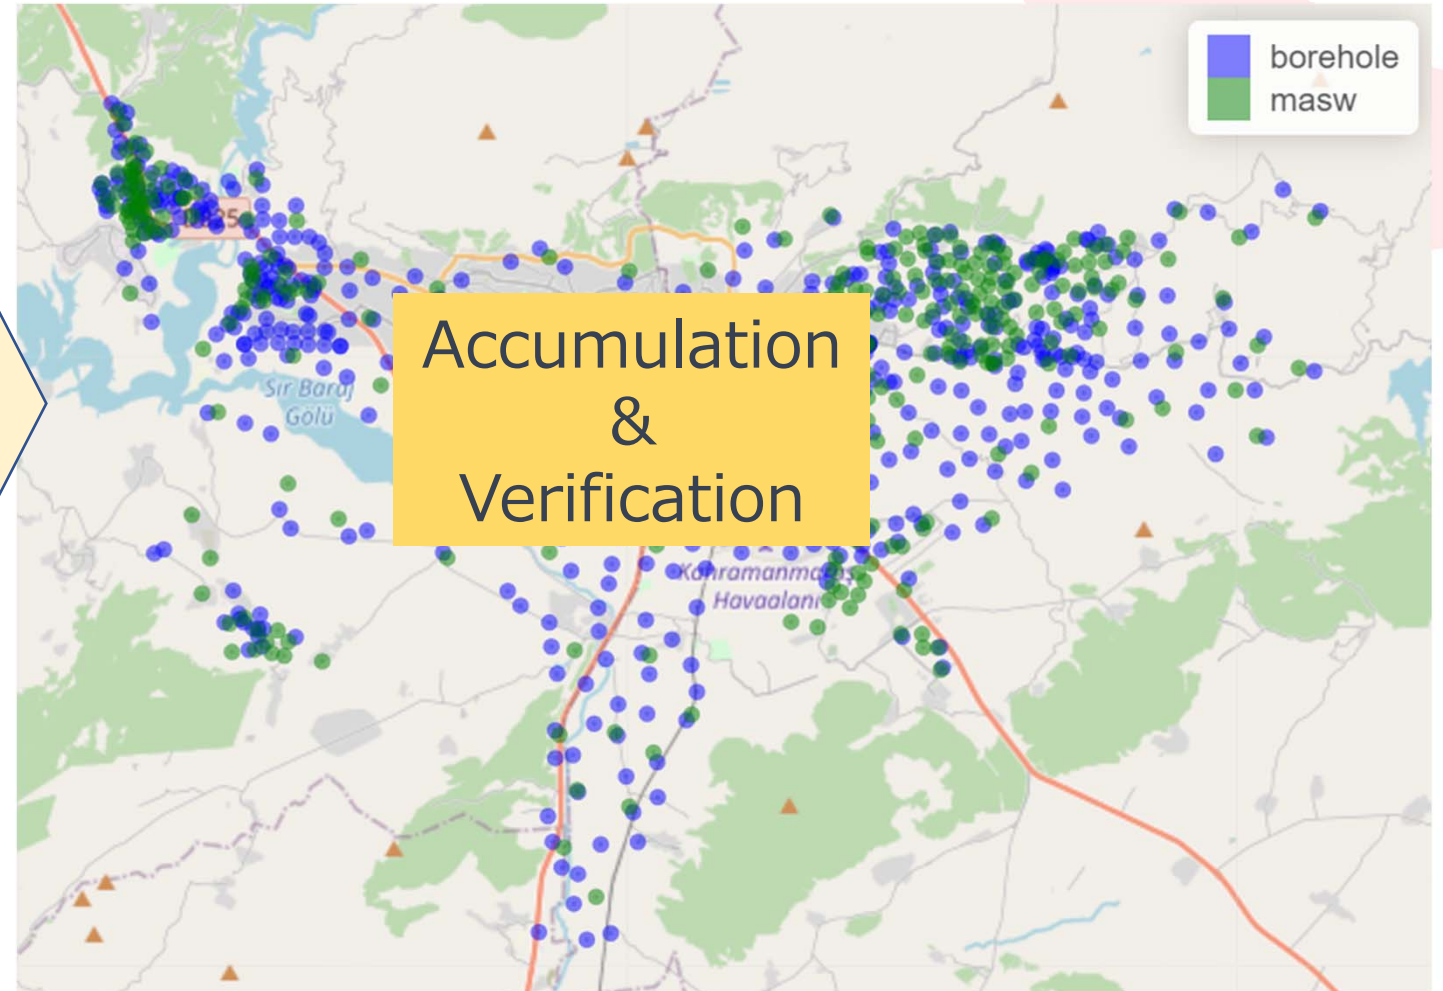 borehole
masw
Sır Baraj
Gölü
Accumulation
&
Verification
Kahramanmaraş
Havaalanı